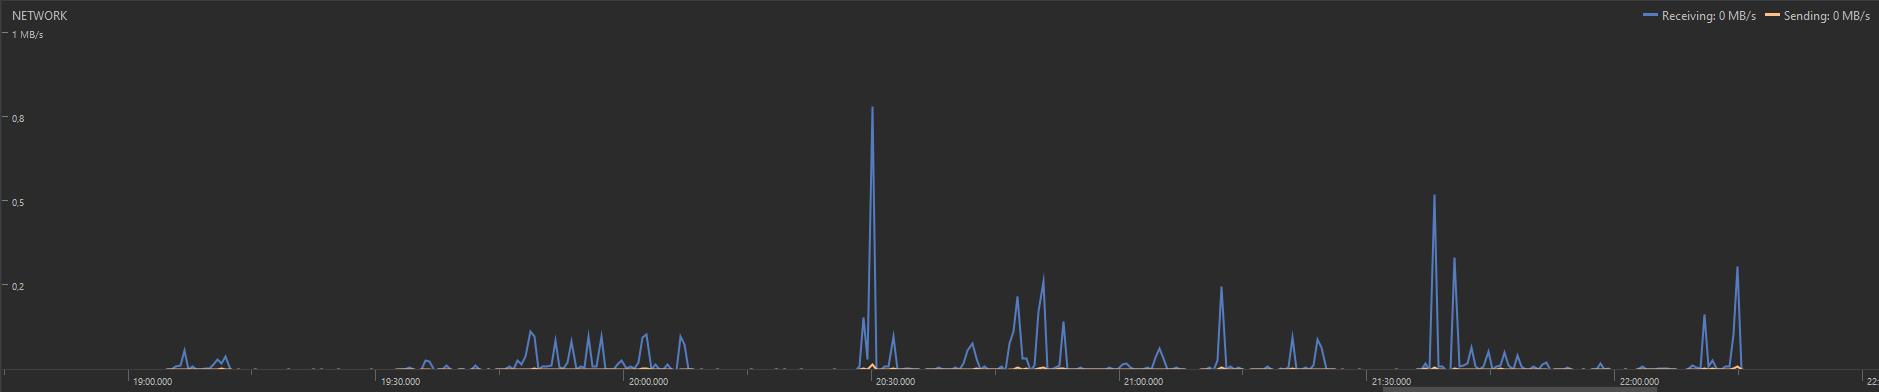 NETWORK
Receiving: 0 MB/s Sending: 0 MB/s
1 MB/s
0,8
0,5
0,2
19:00.000 19:30.000 20:00.000 20:30.000 21:00.000 21:30.000 22:00.000 22: